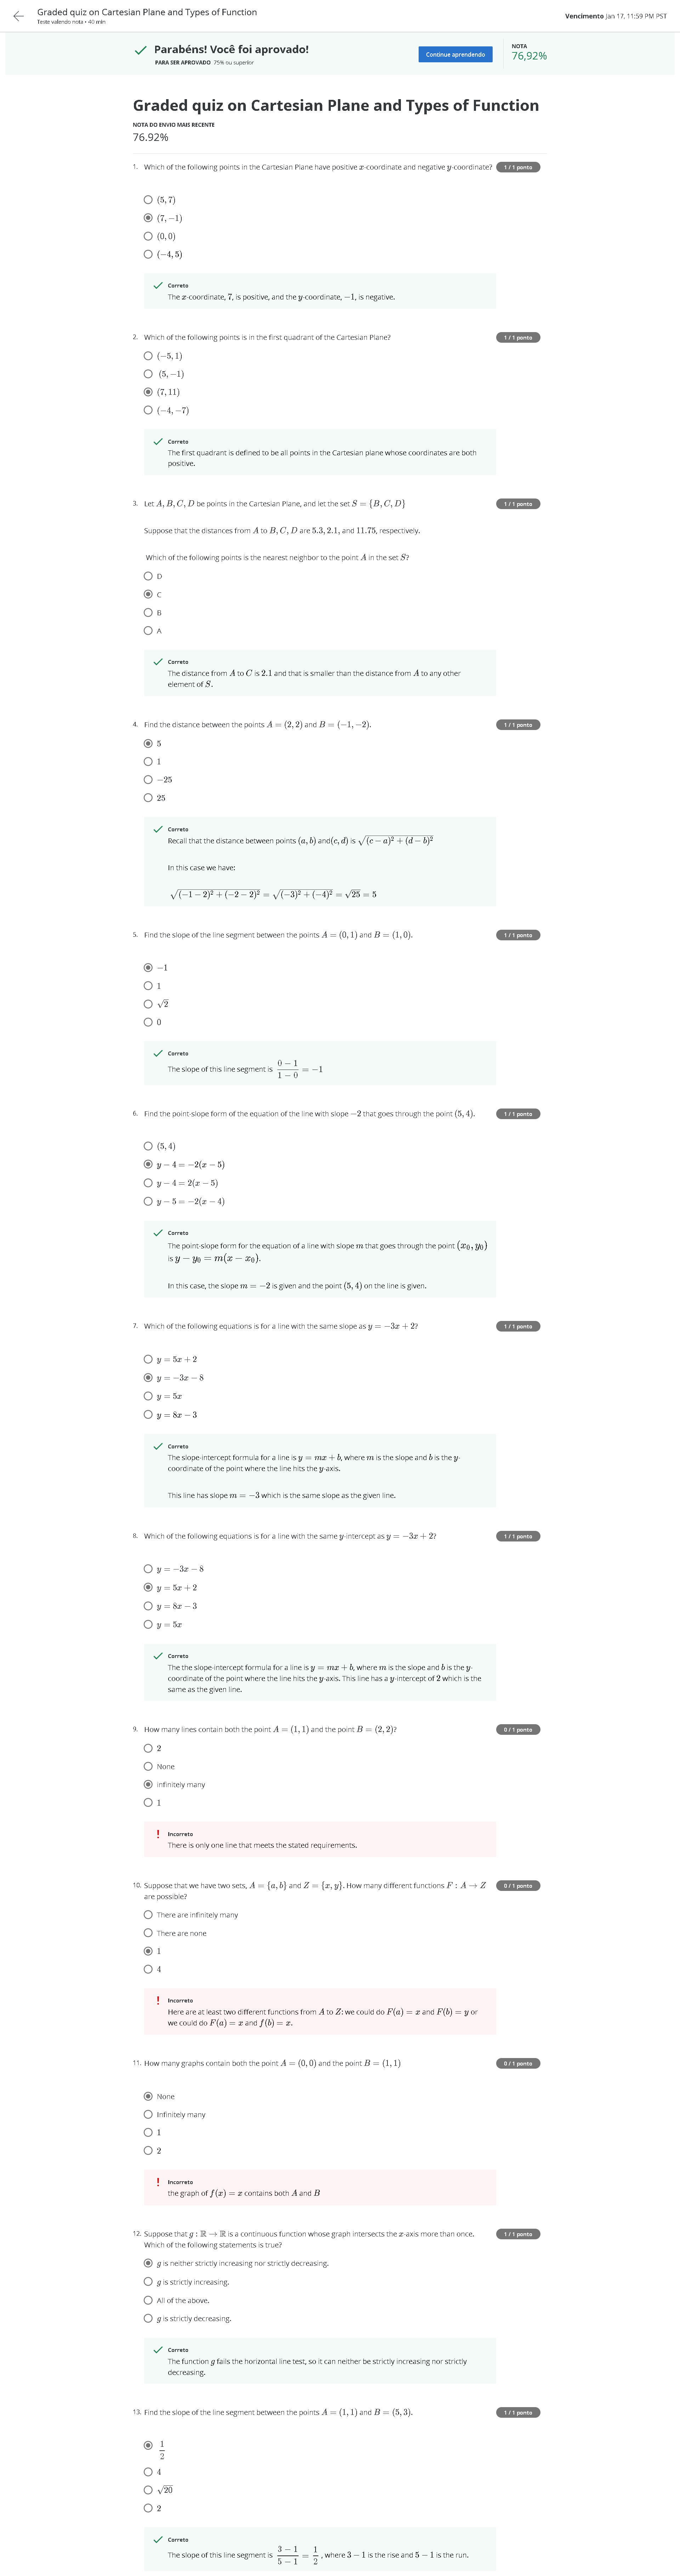 Graded quiz on Cartesian Plane and Types of Function
Teste valendo nota • 40 min
Vencimento Jan 17, 11:59 PM PST
Parabéns! Você foi aprovado!
PARA SER APROVADO 75% ou superior
Continue aprendendo
NOTA
76,92%
Graded quiz on Cartesian Plane and Types of Function
NOTA DO ENVIO MAIS RECENTE
76.92%
1. Which of the following points in the Cartesian Plane have positive x-coordinate and negative y-coordinate?
1 / 1 ponto
(5, 7)
(7, −1)
(0, 0)
(−4, 5)
Correto
The x-coordinate, 7, is positive, and the y-coordinate, −1, is negative.
2. Which of the following points is in the first quadrant of the Cartesian Plane?
1 / 1 ponto
(−5, 1)
(5, −1)
(7, 11)
(−4, −7)
Correto
The first quadrant is defined to be all points in the Cartesian plane whose coordinates are both
positive.
3. Let A, B, C, D be points in the Cartesian Plane, and let the set S = {B, C, D}
1 / 1 ponto
Suppose that the distances from A to B, C, D are 5.3, 2.1, and 11.75, respectively.
Which of the following points is the nearest neighbor to the point A in the set S?
D
C
B
A
Correto
The distance from A to C is 2.1 and that is smaller than the distance from A to any other
element of S.
4. Find the distance between the points A = (2, 2) and B = (−1, −2).
1 / 1 ponto
5
1
−25
25
Correto
Recall that the distance between points (a, b) and(c, d) is √(c − a)² + (d − b)²
In this case we have:
√(−1 − 2)² + (−2 − 2)² = √(−3)² + (−4)² = √25 = 5
5. Find the slope of the line segment between the points A = (0, 1) and B = (1, 0).
1 / 1 ponto
−1
1
√2
0
Correto
The slope of this line segment is (0 − 1)/(1 − 0) = −1
6. Find the point-slope form of the equation of the line with slope −2 that goes through the point (5, 4).
1 / 1 ponto
(5, 4)
y − 4 = −2(x − 5)
y − 4 = 2(x − 5)
y − 5 = −2(x − 4)
Correto
The point-slope form for the equation of a line with slope m that goes through the point (x₀, y₀)
is y − y₀ = m(x − x₀).
In this case, the slope m = −2 is given and the point (5, 4) on the line is given.
7. Which of the following equations is for a line with the same slope as y = −3x + 2?
1 / 1 ponto
y = 5x + 2
y = −3x − 8
y = 5x
y = 8x − 3
Correto
The slope-intercept formula for a line is y = mx + b, where m is the slope and b is the y-
coordinate of the point where the line hits the y-axis.
This line has slope m = −3 which is the same slope as the given line.
8. Which of the following equations is for a line with the same y-intercept as y = −3x + 2?
1 / 1 ponto
y = −3x − 8
y = 5x + 2
y = 8x − 3
y = 5x
Correto
The the slope-intercept formula for a line is y = mx + b, where m is the slope and b is the y-
coordinate of the point where the line hits the y-axis. This line has a y-intercept of 2 which is the
same as the given line.
9. How many lines contain both the point A = (1, 1) and the point B = (2, 2)?
0 / 1 ponto
2
None
infinitely many
1
Incorreto
There is only one line that meets the stated requirements.
10. Suppose that we have two sets, A = {a, b} and Z = {x, y}. How many different functions F : A → Z
are possible?
0 / 1 ponto
There are infinitely many
There are none
1
4
Incorreto
Here are at least two different functions from A to Z: we could do F(a) = x and F(b) = y or
we could do F(a) = x and f(b) = x.
11. How many graphs contain both the point A = (0, 0) and the point B = (1, 1)
0 / 1 ponto
None
Infinitely many
1
2
Incorreto
the graph of f(x) = x contains both A and B
12. Suppose that g : ℝ → ℝ is a continuous function whose graph intersects the x-axis more than once.
Which of the following statements is true?
1 / 1 ponto
g is neither strictly increasing nor strictly decreasing.
g is strictly increasing.
All of the above.
g is strictly decreasing.
Correto
The function g fails the horizontal line test, so it can neither be strictly increasing nor strictly
decreasing.
13. Find the slope of the line segment between the points A = (1, 1) and B = (5, 3).
1 / 1 ponto
1/2
4
√20
2
Correto
The slope of this line segment is (3 − 1)/(5 − 1) = 1/2, where 3 − 1 is the rise and 5 − 1 is the run.